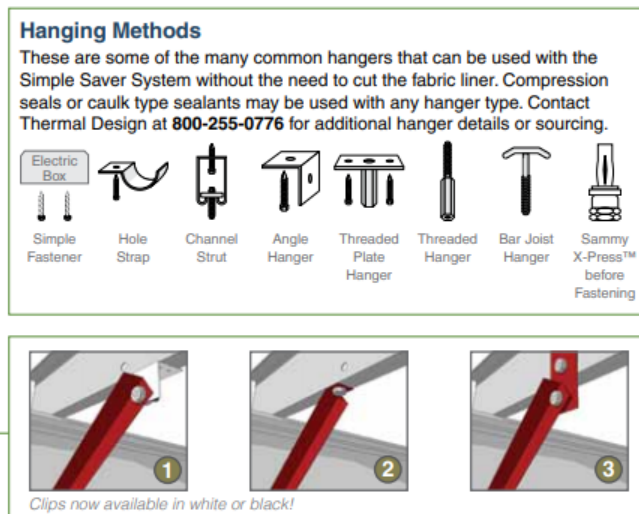 Hanging Methods
These are some of the many common hangers that can be used with the
Simple Saver System without the need to cut the fabric liner. Compression
seals or caulk type sealants may be used with any hanger type. Contact
Thermal Design at 800-255-0776 for additional hanger details or sourcing.
Electric
Box
Simple
Fastener
Hole
Strap
Channel
Strut
Angle
Hanger
Threaded
Plate
Hanger
Threaded
Hanger
Bar Joist
Hanger
Sammy
X-Press™
before
Fastening
1
2
3
Clips now available in white or black!